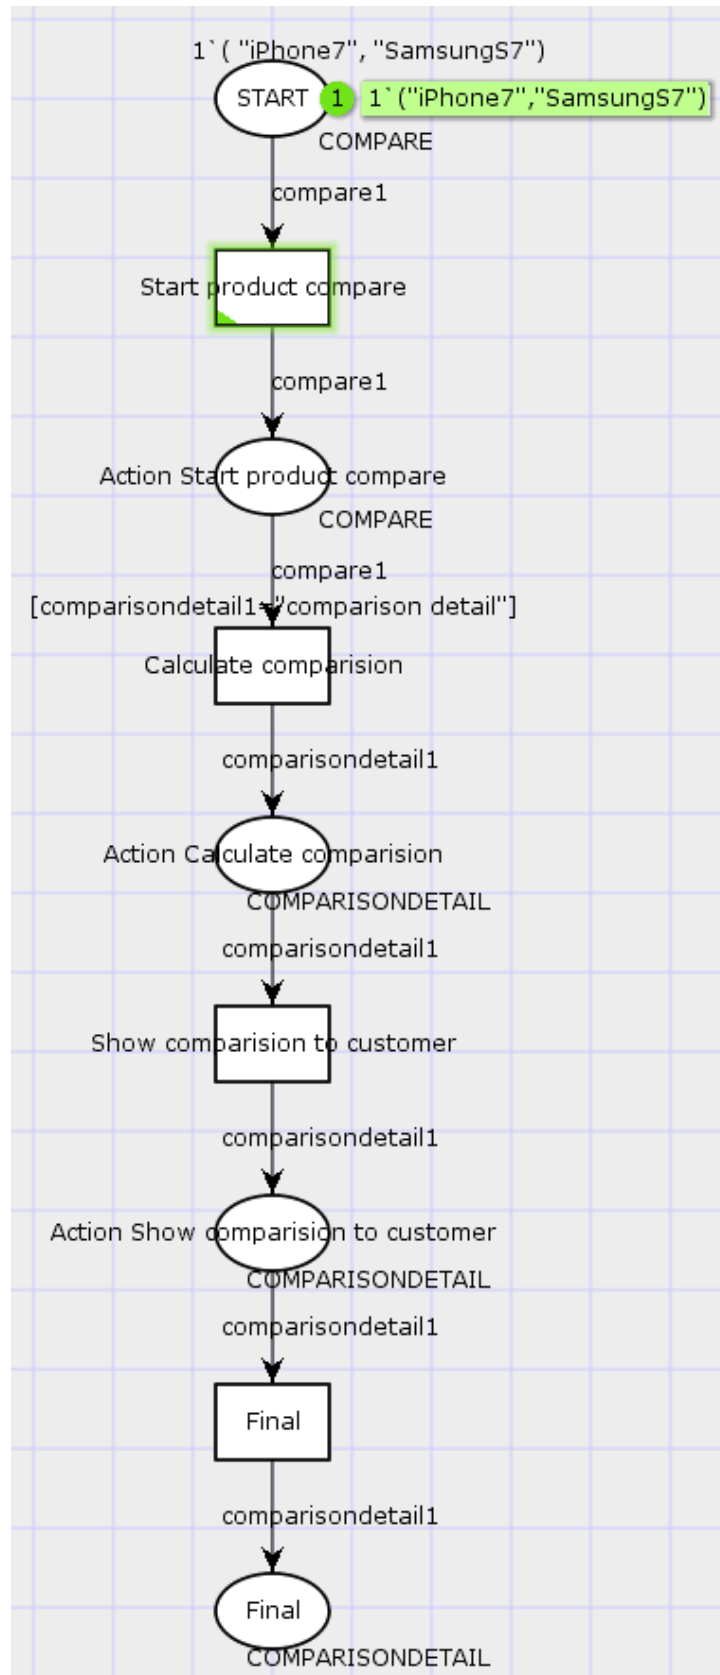 1`( "iPhone7", "SamsungS7")
START
1
1`("iPhone7","SamsungS7")
COMPARE
compare1
Start product compare
compare1
Action Start product compare
COMPARE
compare1
[comparisondetail1="comparison detail"]
Calculate comparision
comparisondetail1
Action Calculate comparision
COMPARISONDETAIL
comparisondetail1
Show comparision to customer
comparisondetail1
Action Show comparision to customer
COMPARISONDETAIL
comparisondetail1
Final
comparisondetail1
Final
COMPARISONDETAIL